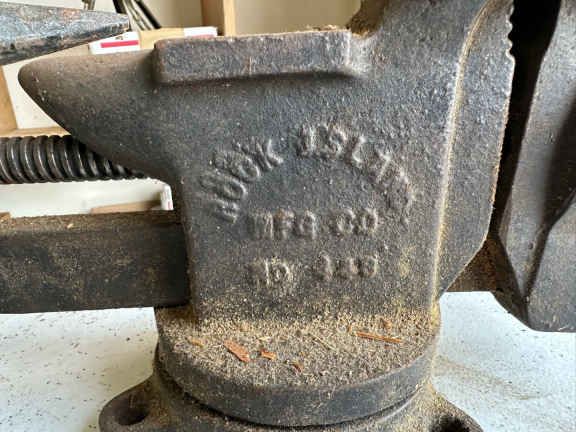 ROCK ISLAND
MFG CO
NO